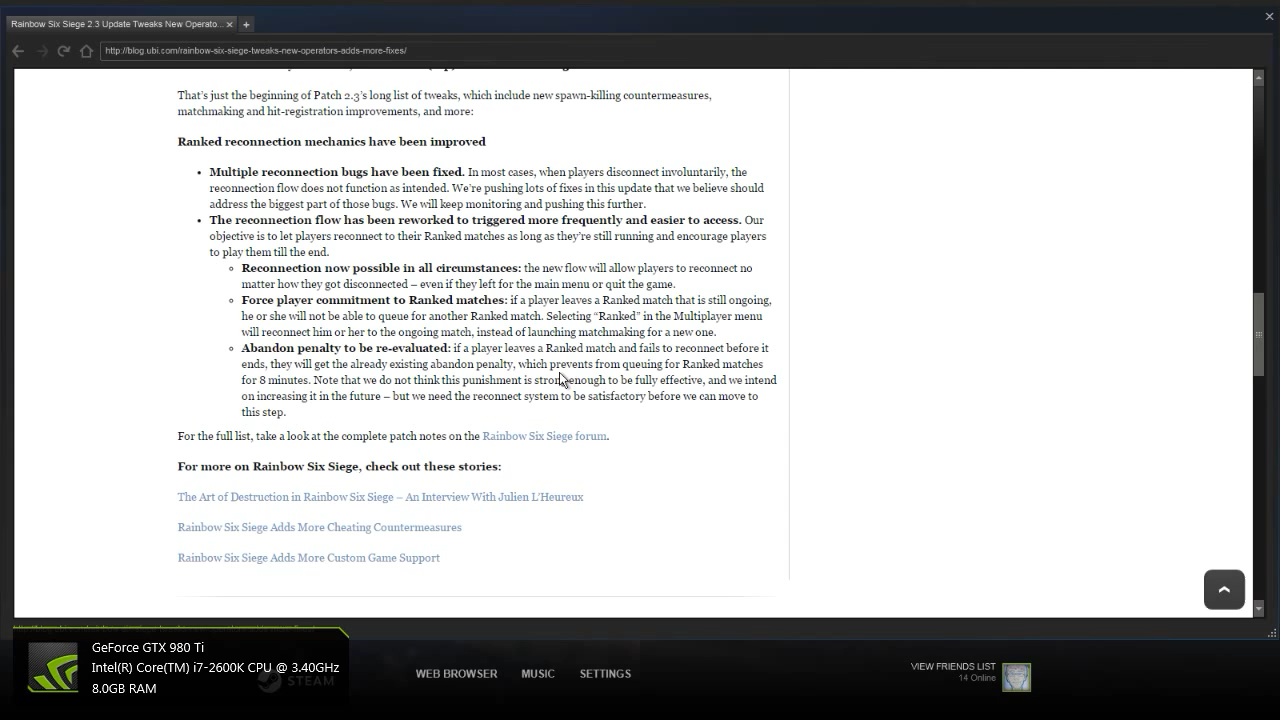 Rainbow Six Siege 2.3 Update Tweaks New Operato... × +
http://blog.ubi.com/rainbow-six-siege-tweaks-new-operators-adds-more-fixes/
That's just the beginning of Patch 2.3's long list of tweaks, which include new spawn-killing countermeasures,
matchmaking and hit-registration improvements, and more:
Ranked reconnection mechanics have been improved
• Multiple reconnection bugs have been fixed. In most cases, when players disconnect involuntarily, the
reconnection flow does not function as intended. We're pushing lots of fixes in this update that we believe should
address the biggest part of those bugs. We will keep monitoring and pushing this further.
• The reconnection flow has been reworked to triggered more frequently and easier to access. Our
objective is to let players reconnect to their Ranked matches as long as they're still running and encourage players
to play them till the end.
◦ Reconnection now possible in all circumstances: the new flow will allow players to reconnect no
matter how they got disconnected – even if they left for the main menu or quit the game.
◦ Force player commitment to Ranked matches: if a player leaves a Ranked match that is still ongoing,
he or she will not be able to queue for another Ranked match. Selecting "Ranked" in the Multiplayer menu
will reconnect him or her to the ongoing match, instead of launching matchmaking for a new one.
◦ Abandon penalty to be re-evaluated: if a player leaves a Ranked match and fails to reconnect before it
ends, they will get the already existing abandon penalty, which prevents from queuing for Ranked matches
for 8 minutes. Note that we do not think this punishment is strong enough to be fully effective, and we intend
on increasing it in the future – but we need the reconnect system to be satisfactory before we can move to
this step.
For the full list, take a look at the complete patch notes on the Rainbow Six Siege forum.
For more on Rainbow Six Siege, check out these stories:
The Art of Destruction in Rainbow Six Siege – An Interview With Julien L'Heureux
Rainbow Six Siege Adds More Cheating Countermeasures
Rainbow Six Siege Adds More Custom Game Support
GeForce GTX 980 Ti
Intel(R) Core(TM) i7-2600K CPU @ 3.40GHz
8.0GB RAM
STEAM
WEB BROWSER MUSIC SETTINGS
VIEW FRIENDS LIST
14 Online